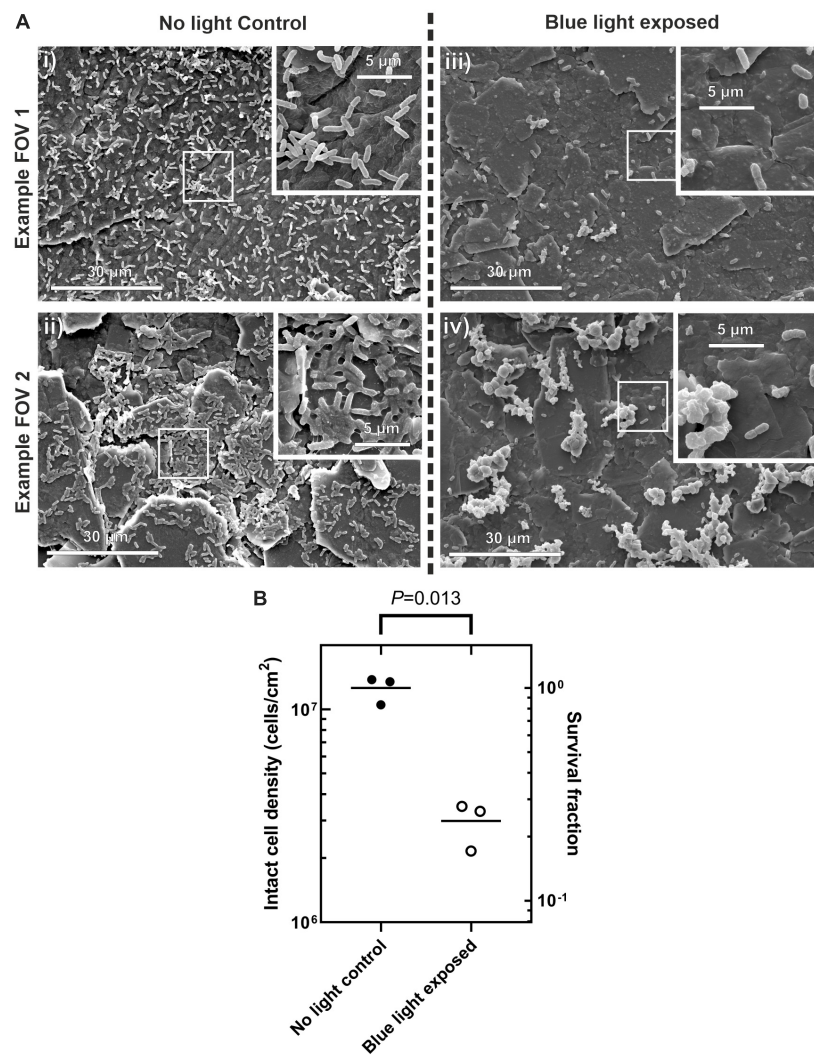 A
No light Control
Blue light exposed
Example FOV 1
i)
5 µm
30 µm
iii)
5 µm
30 µm
Example FOV 2
ii)
5 µm
30 µm
iv)
5 µm
30 µm
B
P=0.013
Intact cell density (cells/cm²)
10⁷
10⁶
10⁰
10⁻¹
Survival fraction
No light control
Blue light exposed